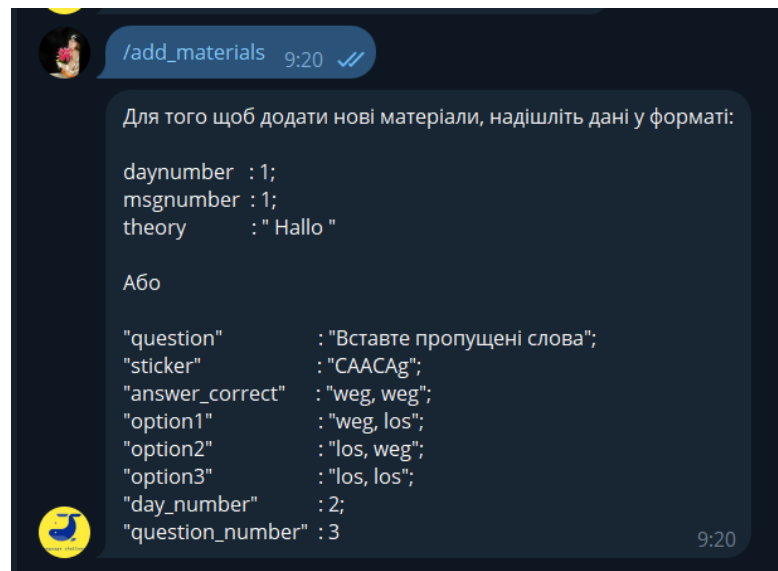 /add_materials 9:20
Для того щоб додати нові матеріали, надішліть дані у форматі:
daynumber : 1;
msgnumber : 1;
theory : " Hallo "
Або
"question" : "Вставте пропущені слова";
"sticker" : "CAACAg";
"answer_correct" : "weg, weg";
"option1" : "weg, los";
"option2" : "los, weg";
"option3" : "los, los";
"day_number" : 2;
"question_number" : 3
9:20